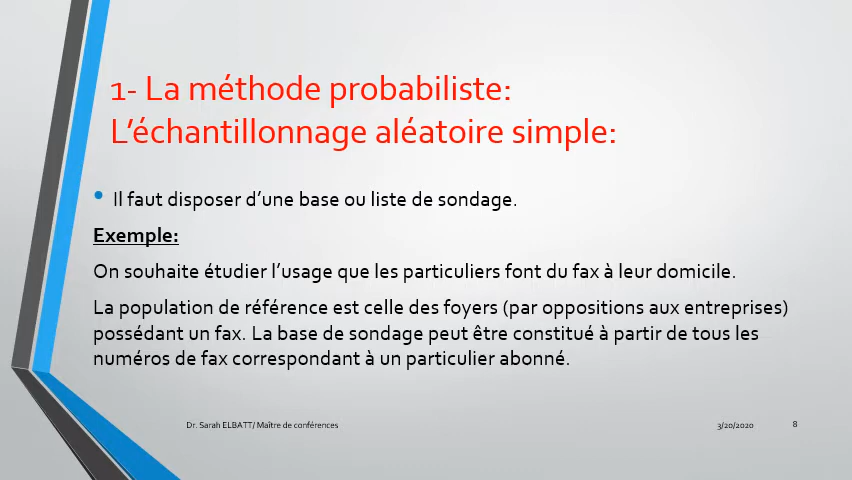 1- La méthode probabiliste:
L’échantillonnage aléatoire simple:
• Il faut disposer d’une base ou liste de sondage.
Exemple:
On souhaite étudier l’usage que les particuliers font du fax à leur domicile.
La population de référence est celle des foyers (par oppositions aux entreprises)
possédant un fax. La base de sondage peut être constitué à partir de tous les
numéros de fax correspondant à un particulier abonné.
Dr. Sarah ELBATT/ Maître de conférences
3/20/2020
8